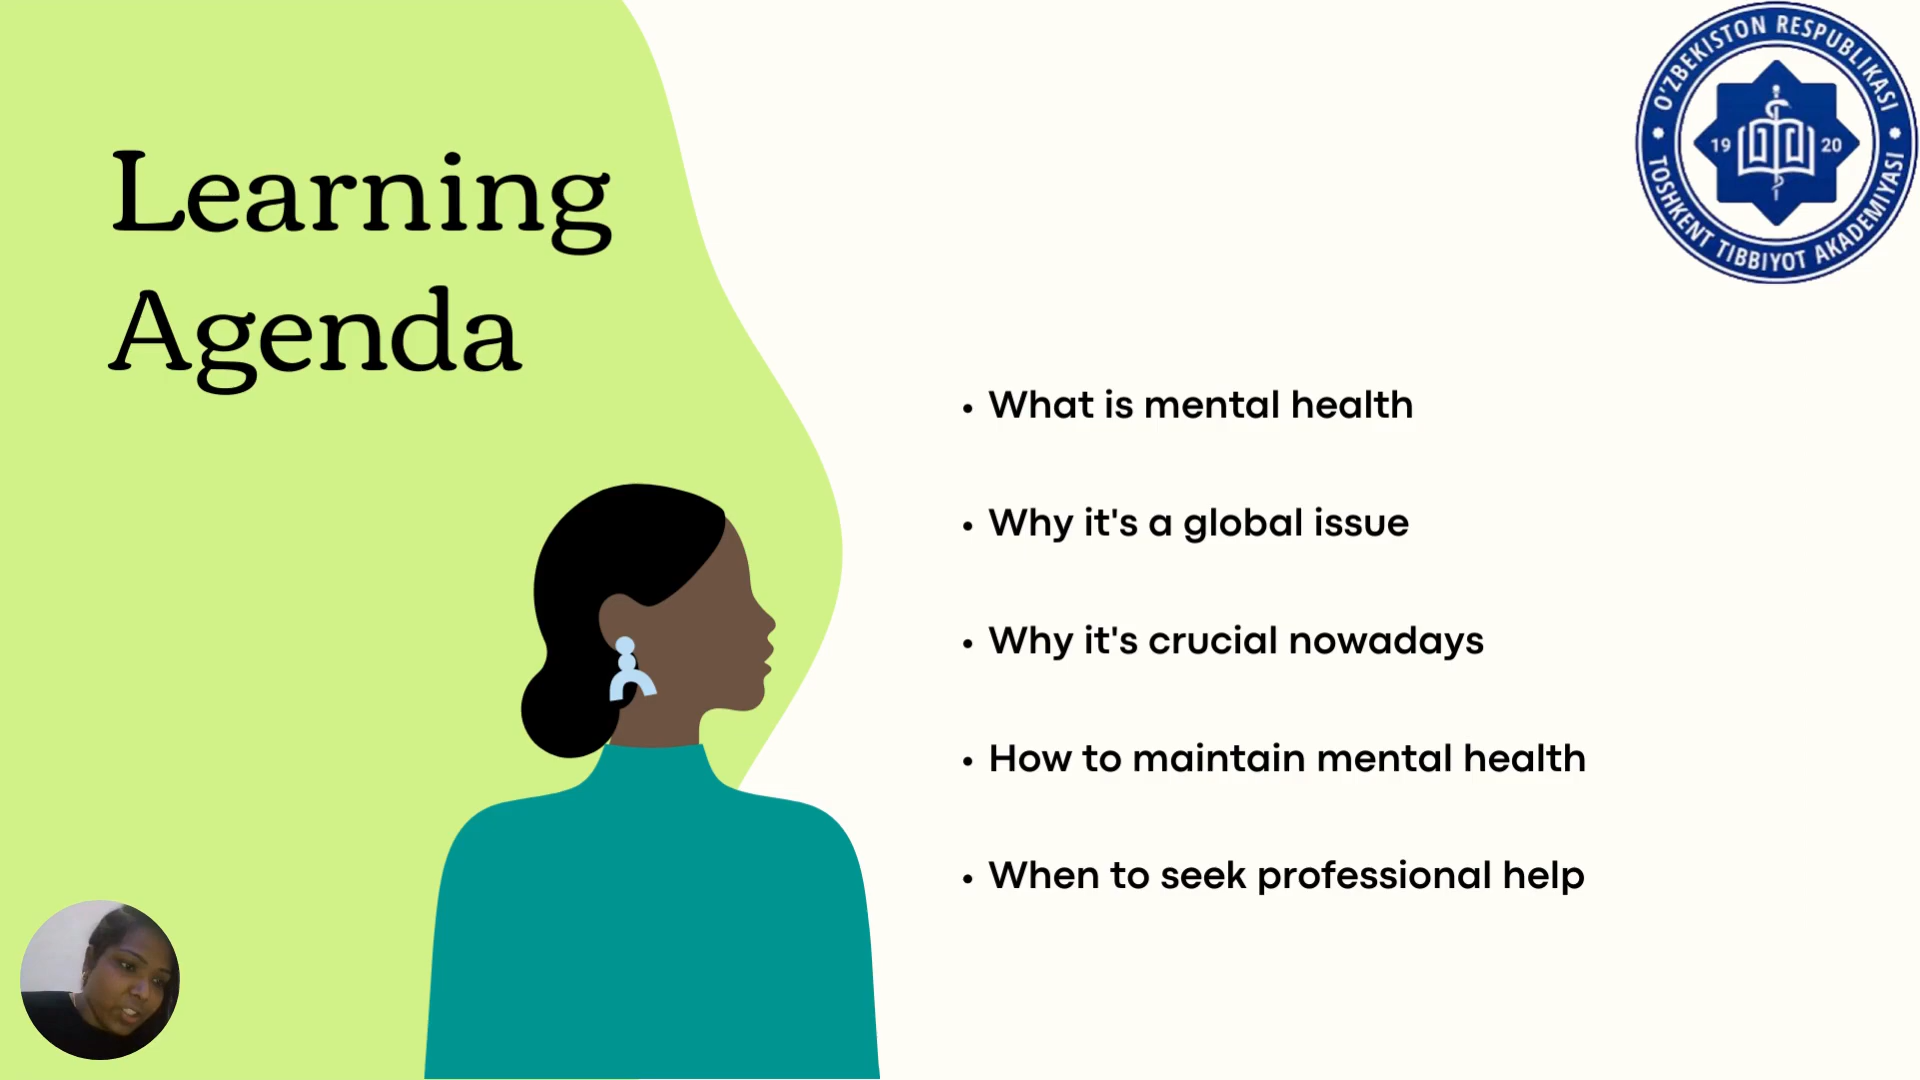 Learning
Agenda
O'ZBEKISTON RESPUBLIKASI
19 20
TOSHKENT TIBBIYOT AKADEMIYASI
• What is mental health
• Why it's a global issue
• Why it's crucial nowadays
• How to maintain mental health
• When to seek professional help